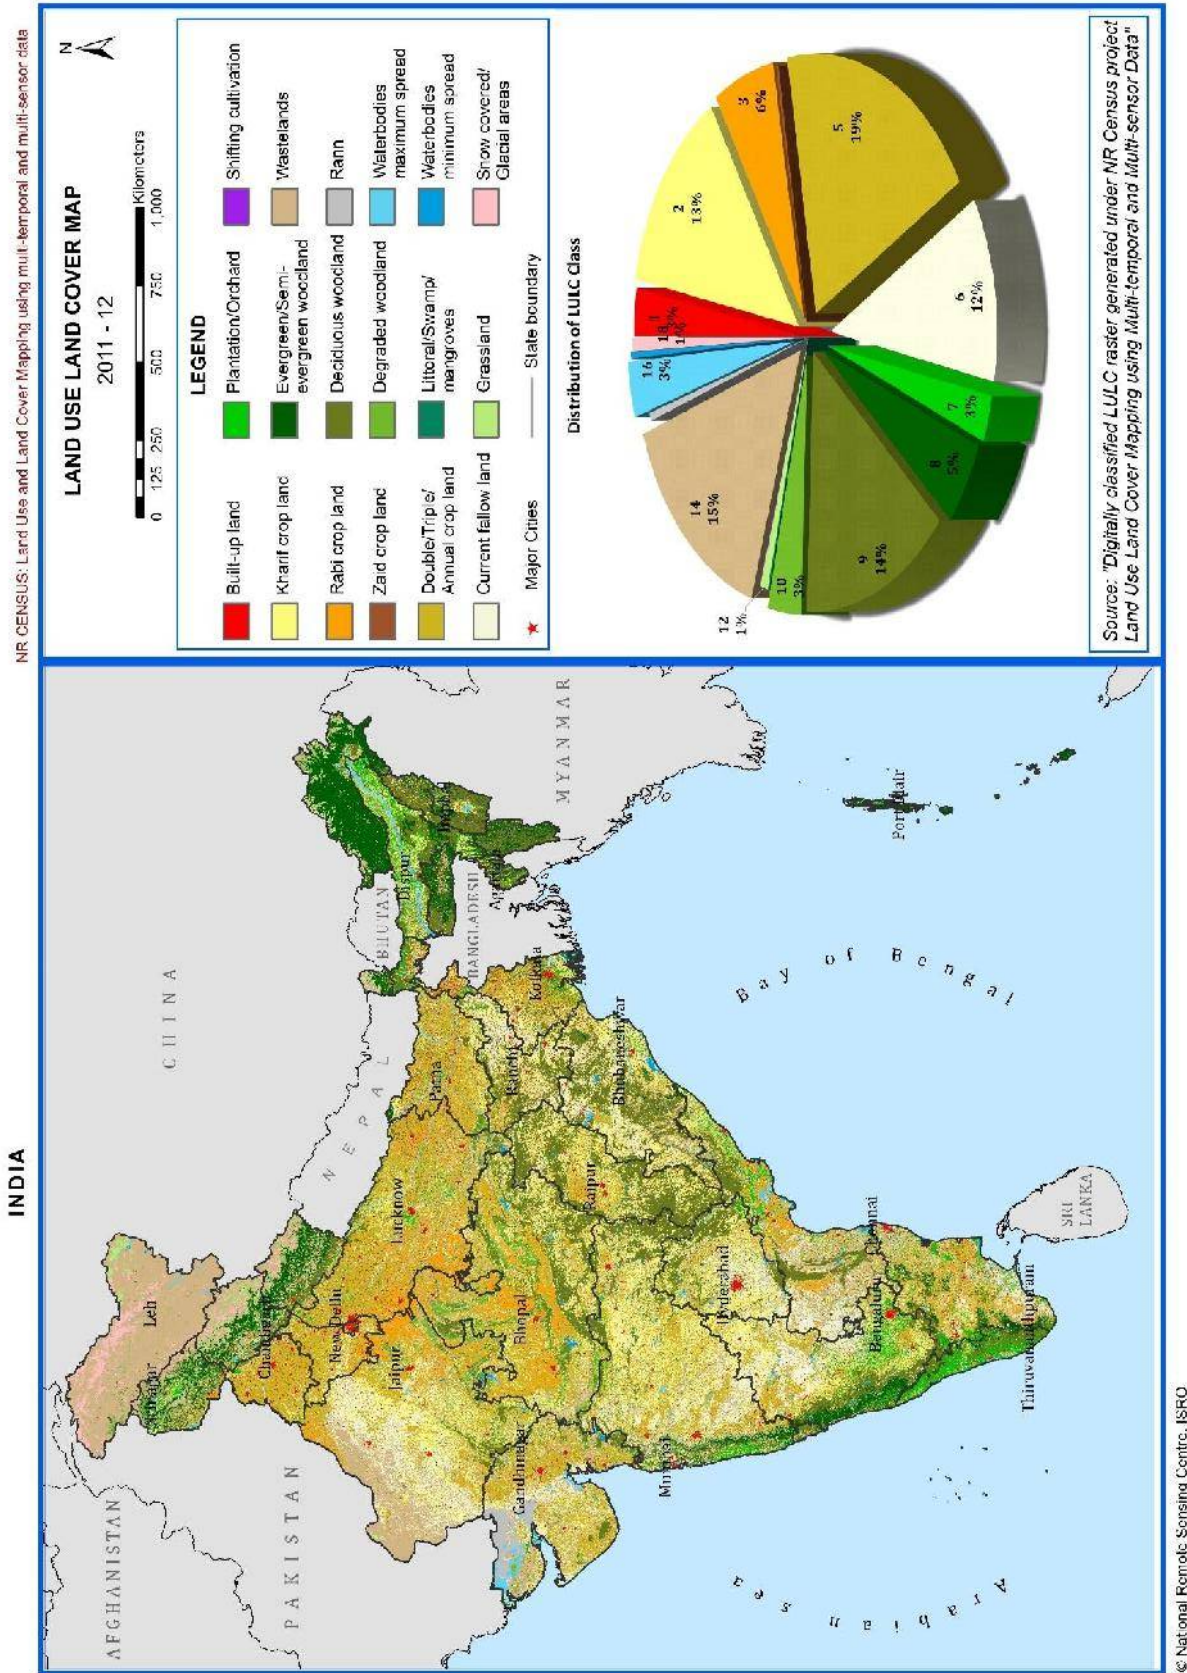 NR CENSUS: Land Use and Land Cover Mapping using multi-temporal and multi-sensor data
INDIA
LAND USE LAND COVER MAP
2011 - 12
N
0 125 250 500 750 1,000
Kilometers
LEGEND
Built-up land
Kharif crop land
Rabi crop land
Zaid crop land
Double/Triple/
Annual crop land
Current fallow land
Major Cities
Plantation/Orchard
Evergreen/Semi-
evergreen woodland
Deciduous woodland
Degraded woodland
Littoral/Swamp/
mangroves
Grassland
State boundary
Shifting cultivation
Wastelands
Rann
Waterbodies
maximum spread
Waterbodies
minimum spread
Snow covered/
Glacial areas
Distribution of LULC class
2
13%
3
6%
5
19%
6
12%
7
3%
8
5%
9
14%
10
3%
12
1%
14
15%
16
3%
18
1%
Source: "Digitally classified LULC raster generated under NR Census project
Land Use Land Cover Mapping using Multi-temporal and Multi-sensor Data"
AFGHANISTAN
PAKISTAN
CHINA
NEPAL
BHUTAN
BANGLADESH
MYANMAR
SRI
LANKA
Bay of Bengal
Arabian sea
Leh
Chandigarh
New Delhi
Jaipur
Lucknow
Patna
Dispur
Ranchi
Kolkata
Bhopal
Raipur
Bhubaneshwar
Gandhinagar
Mumbai
Hyderabad
Bengaluru
Chennai
Thiruvananthapuram
Port Blair
© National Remote Sensing Centre, ISRO